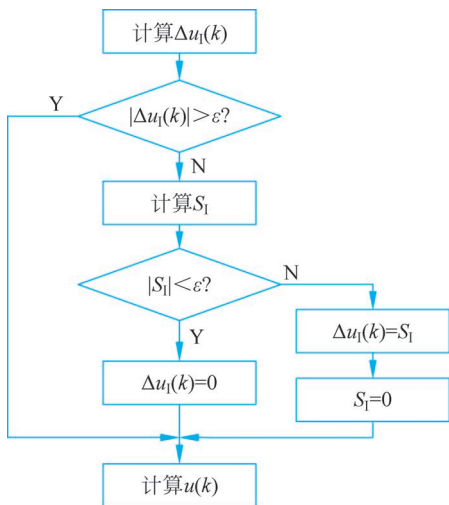 计算Δu_I(k)
Y
|Δu_I(k)|>ε?
N
计算S_I
|S_I|<ε?
N
Y
Δu_I(k)=S_I
Δu_I(k)=0
S_I=0
计算u(k)